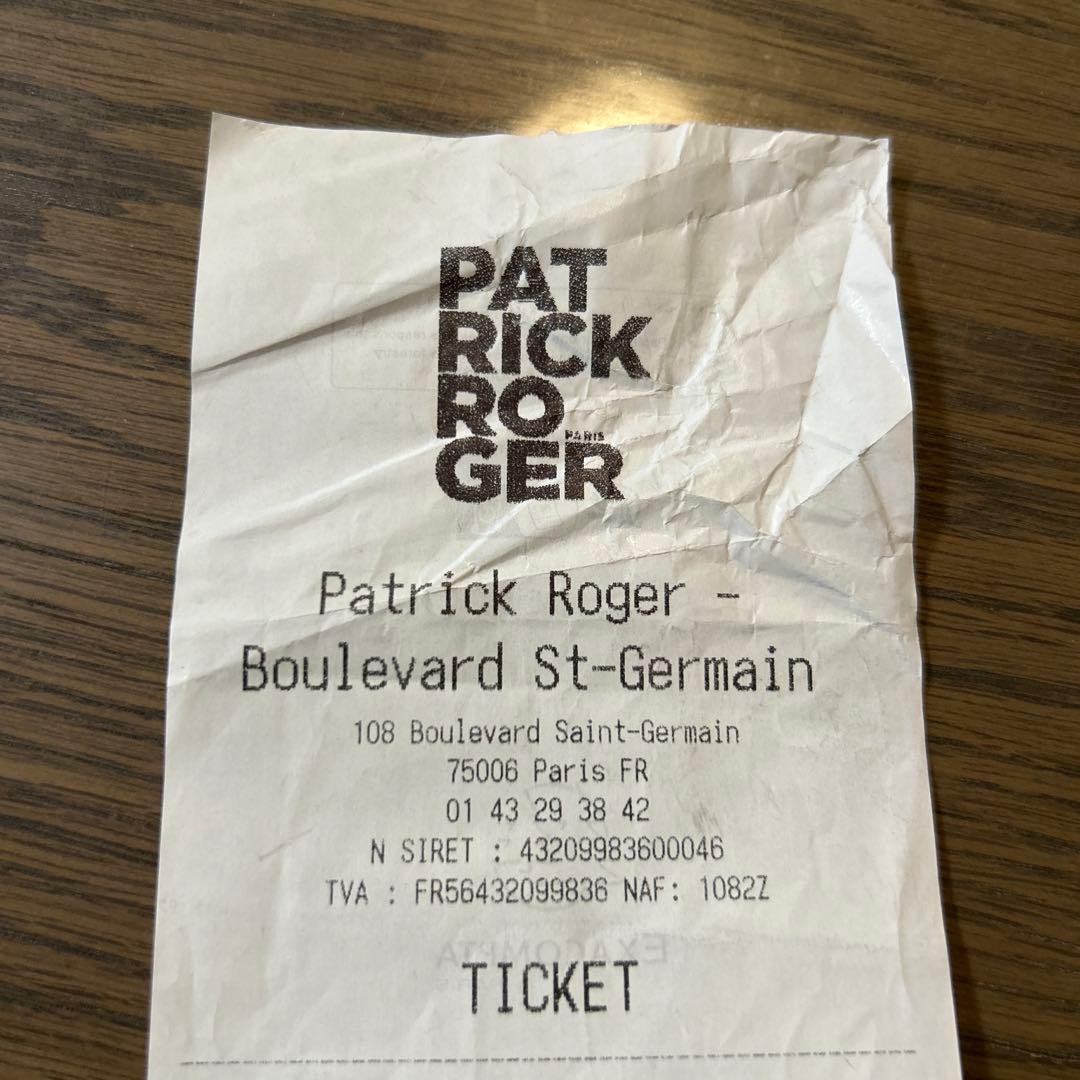 PAT
RICK
RO
PARIS
GER
Patrick Roger -
Boulevard St-Germain
108 Boulevard Saint-Germain
75006 Paris FR
01 43 29 38 42
N SIRET : 43209983600046
TVA : FR56432099836 NAF: 1082Z
EXACOMPTA
TICKET